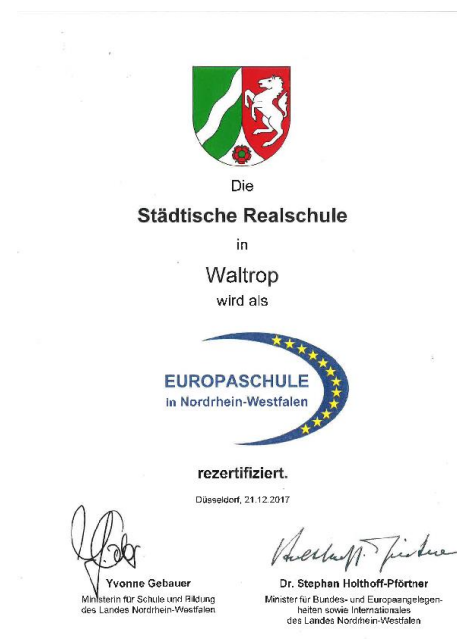 Die
Städtische Realschule
in
Waltrop
wird als
EUROPASCHULE
in Nordrhein-Westfalen
rezertifiziert.
Düsseldorf, 21.12.2017
Yvonne Gebauer
Ministerin für Schule und Bildung
des Landes Nordrhein-Westfalen
Dr. Stephan Holthoff-Pförtner
Minister für Bundes- und Europaangelegen-
heiten sowie Internationales
des Landes Nordrhein-Westfalen